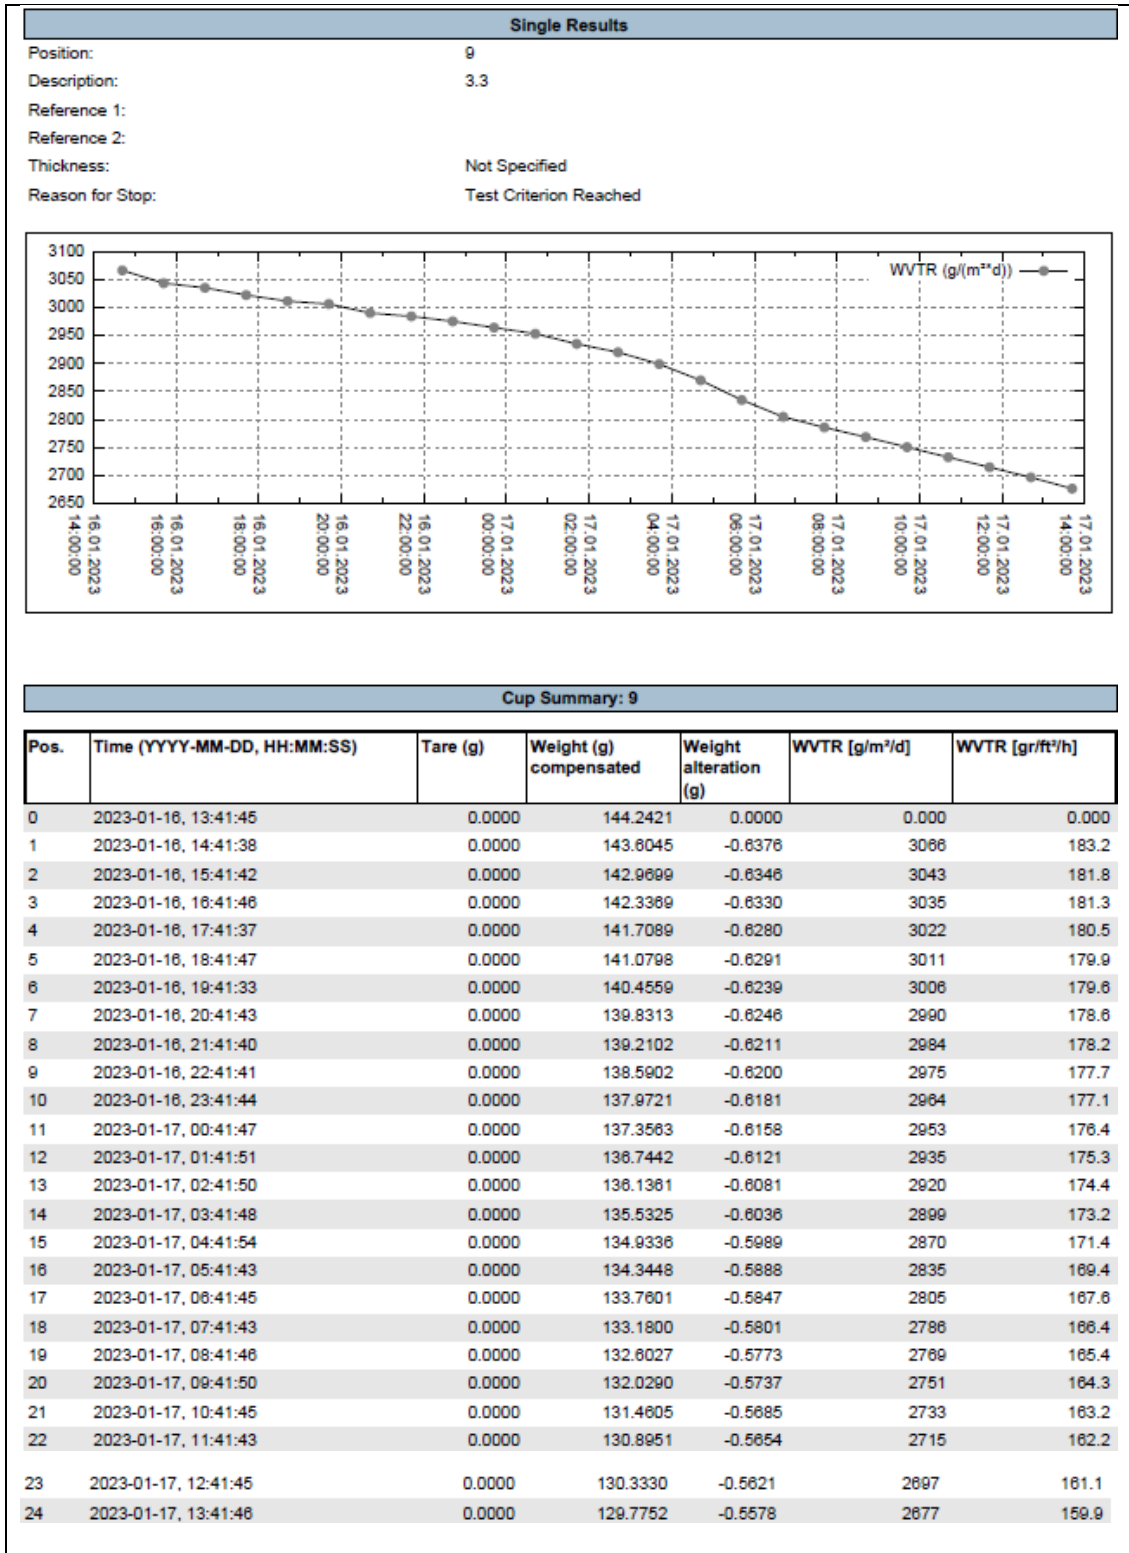 Single Results
Position: 9
Description: 3.3
Reference 1:
Reference 2:
Thickness: Not Specified
Reason for Stop: Test Criterion Reached
WVTR (g/(m²*d))
3100
3050
3000
2950
2900
2850
2800
2750
2700
2650
16.01.2023 14:00:00
16.01.2023 16:00:00
16.01.2023 18:00:00
16.01.2023 20:00:00
16.01.2023 22:00:00
17.01.2023 00:00:00
17.01.2023 02:00:00
17.01.2023 04:00:00
17.01.2023 06:00:00
17.01.2023 08:00:00
17.01.2023 10:00:00
17.01.2023 12:00:00
17.01.2023 14:00:00
Cup Summary: 9
Pos. Time (YYYY-MM-DD, HH:MM:SS) Tare (g) Weight (g) compensated Weight alteration (g) WVTR [g/m²/d] WVTR [gr/ft²/h]
0 2023-01-16, 13:41:45 0.0000 144.2421 0.0000 0.000 0.000
1 2023-01-16, 14:41:38 0.0000 143.6045 -0.6376 3066 183.2
2 2023-01-16, 15:41:42 0.0000 142.9699 -0.6346 3043 181.8
3 2023-01-16, 16:41:46 0.0000 142.3369 -0.6330 3035 181.3
4 2023-01-16, 17:41:37 0.0000 141.7089 -0.6280 3022 180.5
5 2023-01-16, 18:41:47 0.0000 141.0798 -0.6291 3011 179.9
6 2023-01-16, 19:41:33 0.0000 140.4559 -0.6239 3006 179.6
7 2023-01-16, 20:41:43 0.0000 139.8313 -0.6246 2990 178.6
8 2023-01-16, 21:41:40 0.0000 139.2102 -0.6211 2984 178.2
9 2023-01-16, 22:41:41 0.0000 138.5902 -0.6200 2975 177.7
10 2023-01-16, 23:41:44 0.0000 137.9721 -0.6181 2964 177.1
11 2023-01-17, 00:41:47 0.0000 137.3563 -0.6158 2953 176.4
12 2023-01-17, 01:41:51 0.0000 136.7442 -0.6121 2935 175.3
13 2023-01-17, 02:41:50 0.0000 136.1361 -0.6081 2920 174.4
14 2023-01-17, 03:41:48 0.0000 135.5325 -0.6036 2899 173.2
15 2023-01-17, 04:41:54 0.0000 134.9336 -0.5989 2870 171.4
16 2023-01-17, 05:41:43 0.0000 134.3448 -0.5888 2835 169.4
17 2023-01-17, 06:41:45 0.0000 133.7601 -0.5847 2805 167.6
18 2023-01-17, 07:41:43 0.0000 133.1800 -0.5801 2786 166.4
19 2023-01-17, 08:41:46 0.0000 132.6027 -0.5773 2769 165.4
20 2023-01-17, 09:41:50 0.0000 132.0290 -0.5737 2751 164.3
21 2023-01-17, 10:41:45 0.0000 131.4605 -0.5685 2733 163.2
22 2023-01-17, 11:41:43 0.0000 130.8951 -0.5654 2715 162.2
23 2023-01-17, 12:41:45 0.0000 130.3330 -0.5621 2697 161.1
24 2023-01-17, 13:41:46 0.0000 129.7752 -0.5578 2677 159.9